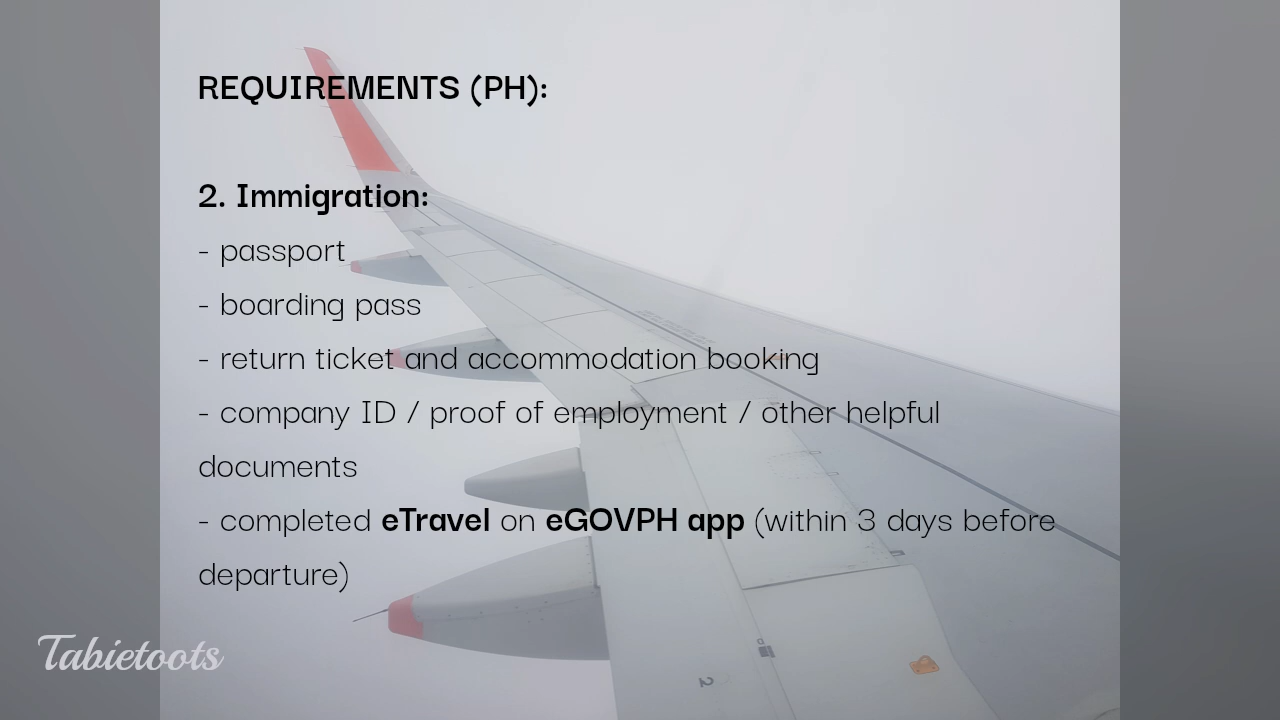 REQUIREMENTS (PH):
2. Immigration:
- passport
- boarding pass
- return ticket and accommodation booking
- company ID / proof of employment / other helpful
documents
- completed eTravel on eGOVPH app (within 3 days before
departure)
Tabietoots
2